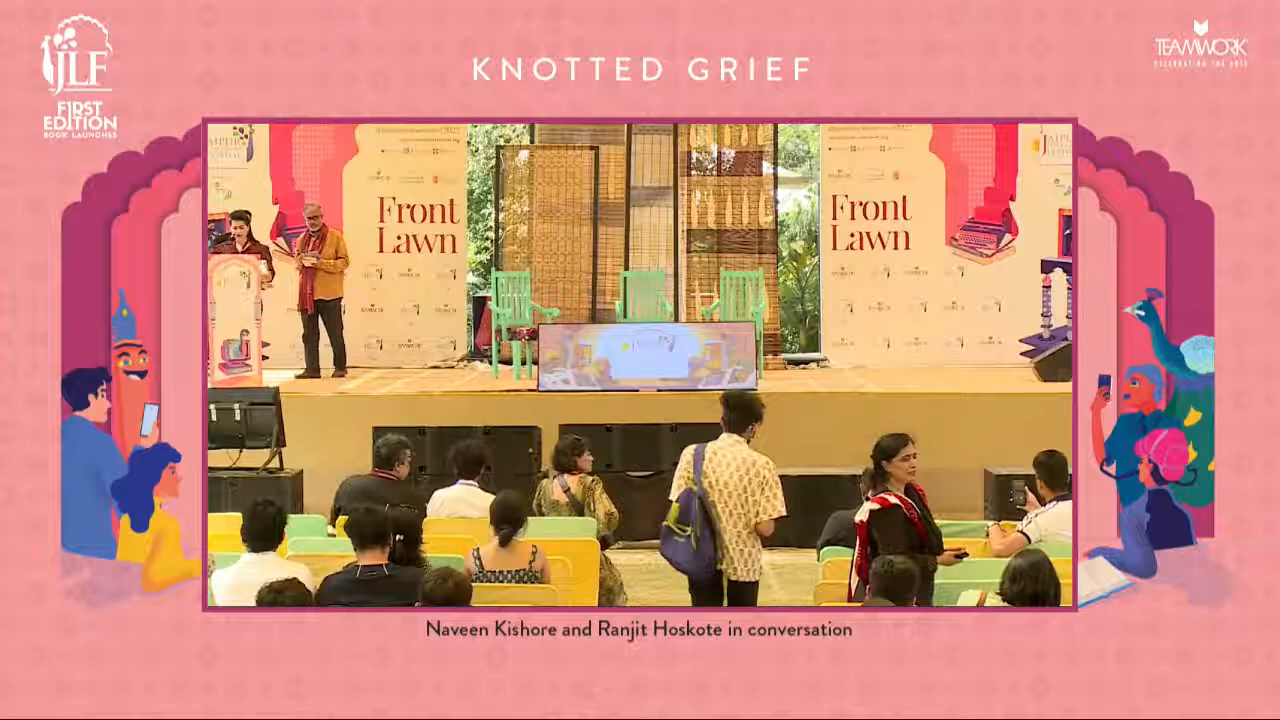 JLF
FIRST
EDITION
BOOK LAUNCHES
KNOTTED GRIEF
TEAMWORK
CELEBRATING THE ARTS
Front
Lawn
Front
Lawn
Naveen Kishore and Ranjit Hoskote in conversation